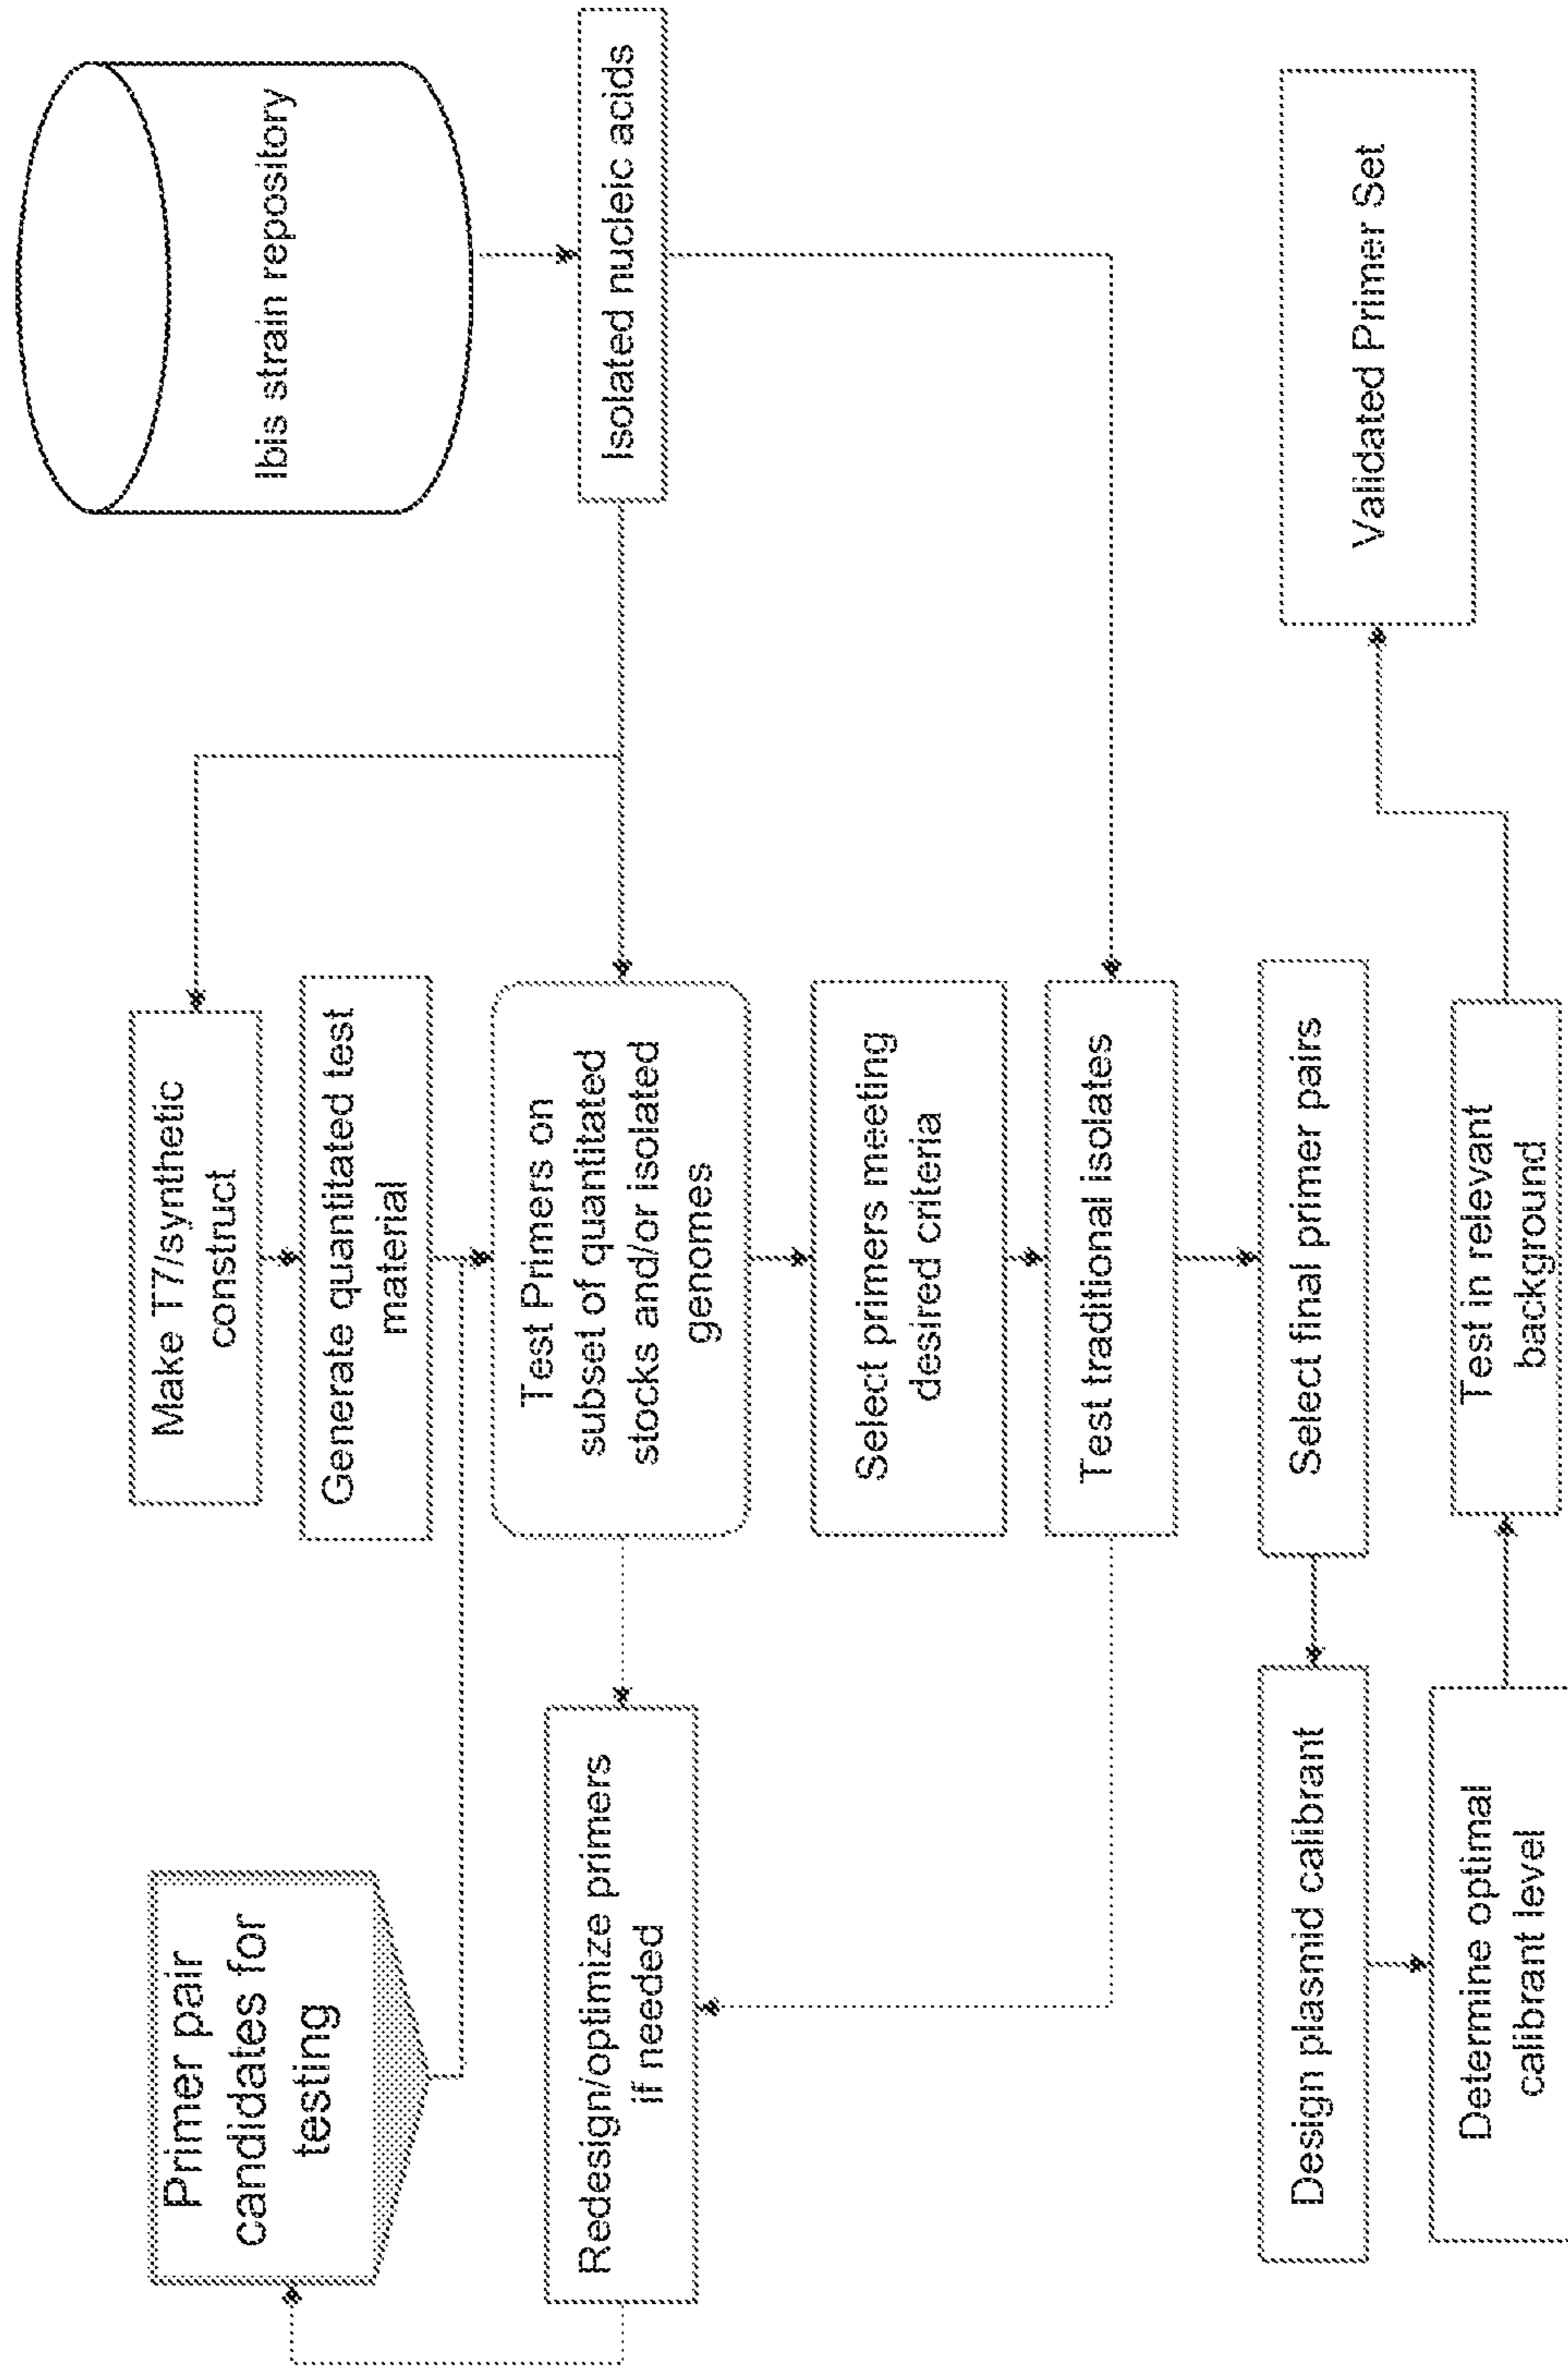 Primer pair
candidates for
testing
Make T7/synthetic
construct
Generate quantitated test
material
Ibis strain repository
Isolated nucleic acids
Redesign/optimize primers
if needed
Test Primers on
subset of quantitated
stocks and/or isolated
genomes
Select primers meeting
desired criteria
Test traditional isolates
Design plasmid calibrant
Select final primer pairs
Validated Primer Set
Determine optimal
calibrant level
Test in relevant
background